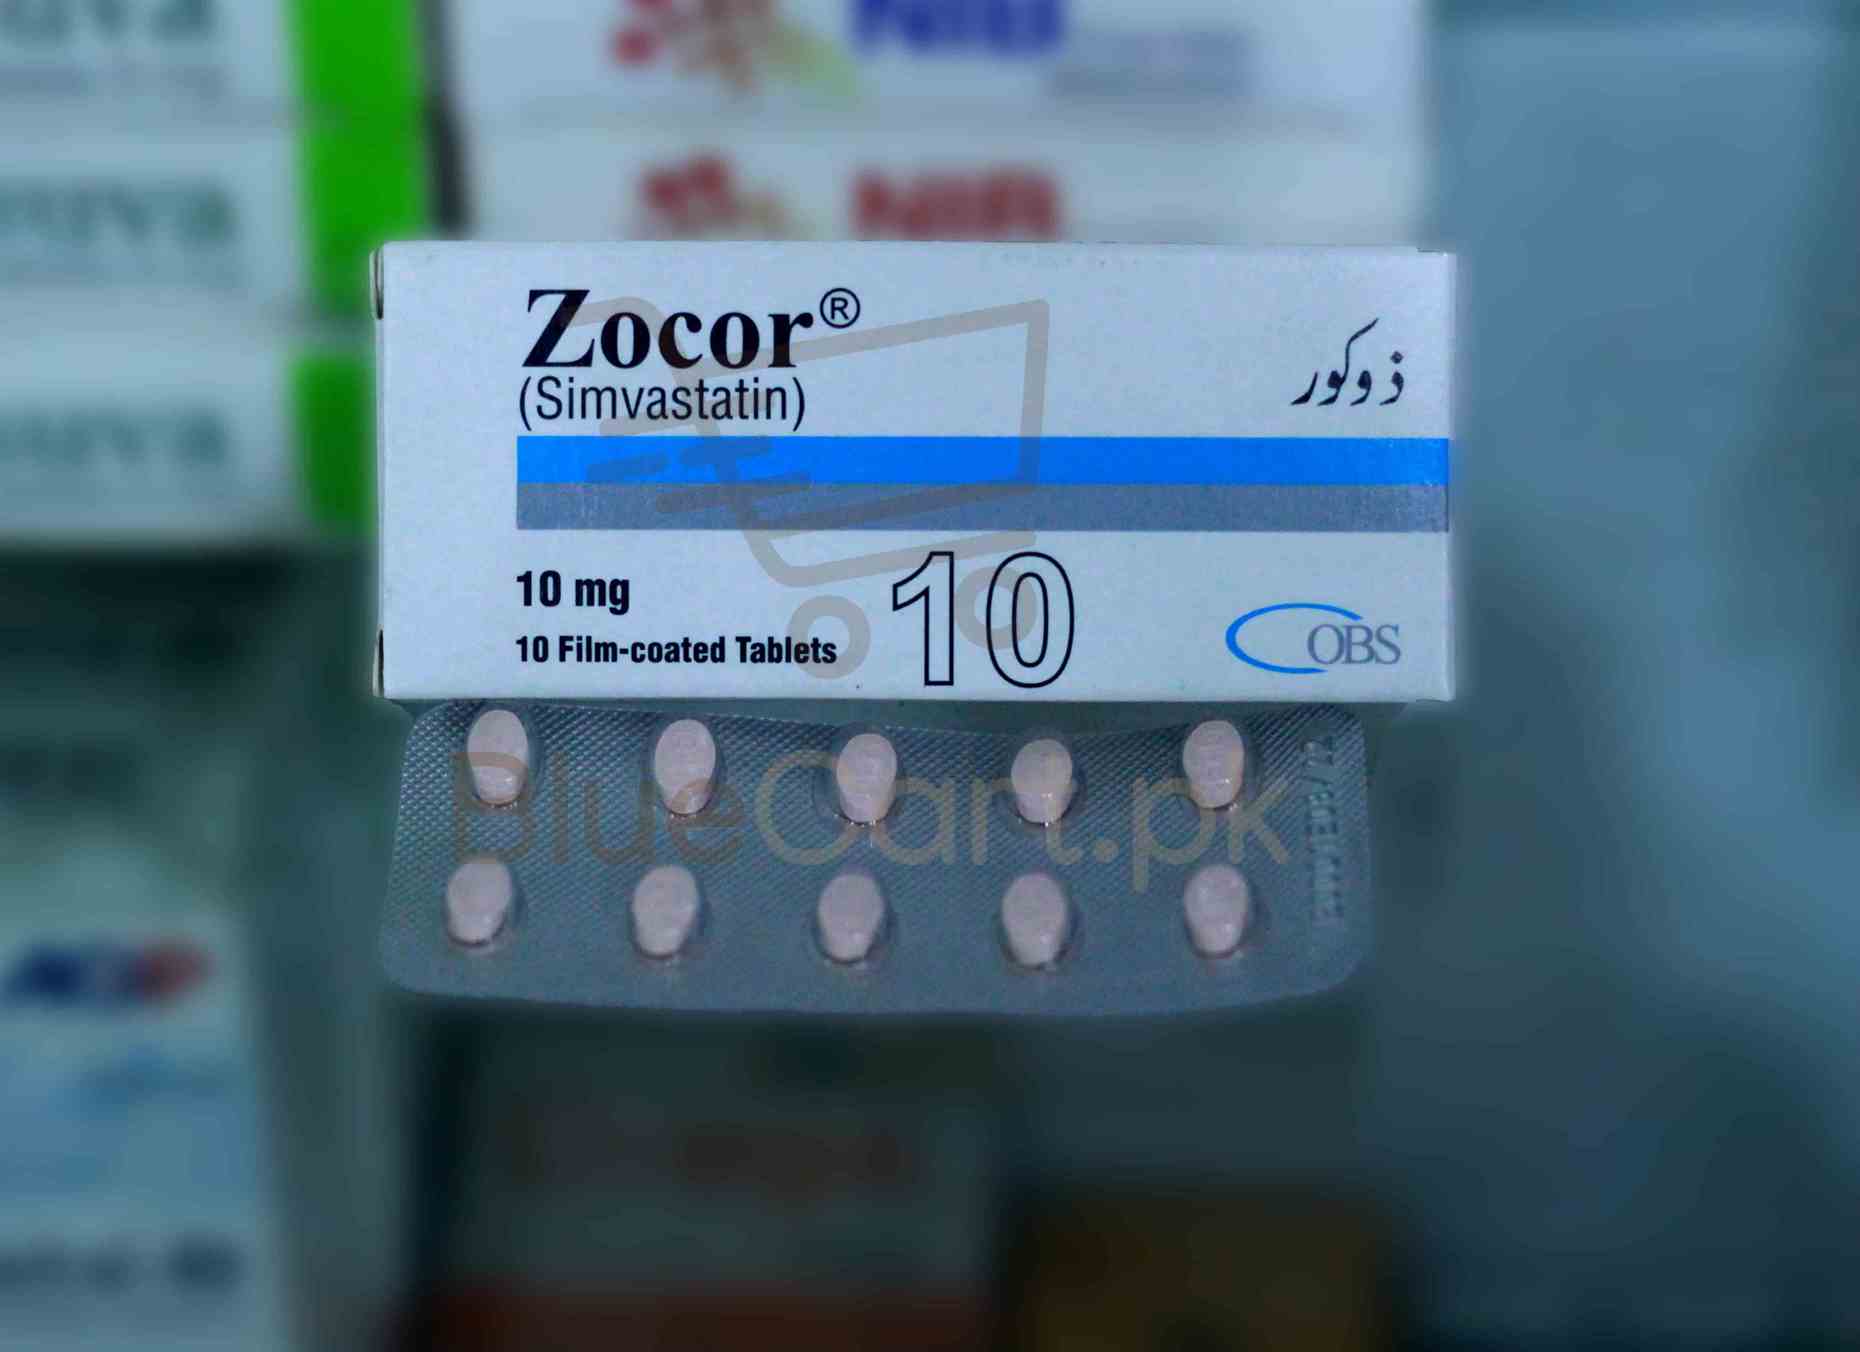 Zocor®
(Simvastatin)
ذوکور
10 mg
10 Film-coated Tablets
10
OBS
BlueCart.pk